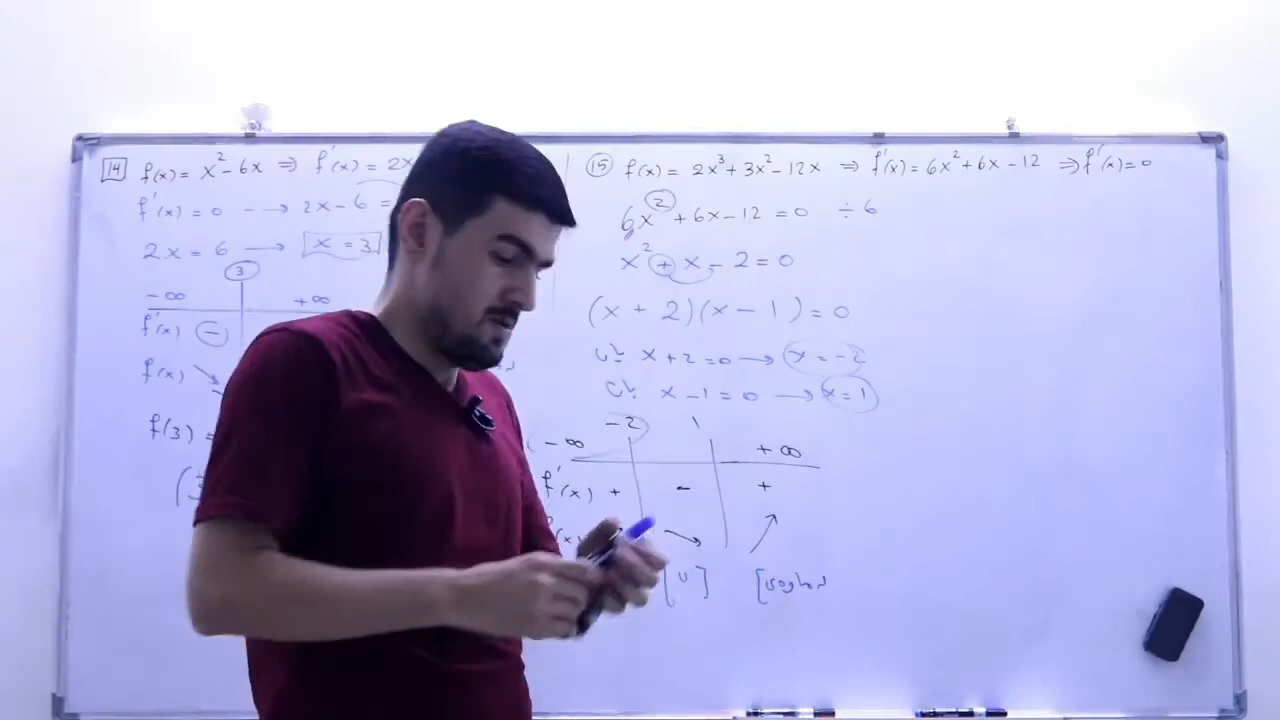 14 f(x) = x² - 6x ⇒ f'(x) = 2x
f'(x) = 0 --→ 2x - 6 =
2x = 6 → x = 3
3
-∞ +∞
f'(x) -
f(x) ↘
f(3) =
15 f(x) = 2x³ + 3x² - 12x ⇒ f'(x) = 6x² + 6x - 12 ⇒ f'(x) = 0
6x² + 6x - 12 = 0 ÷ 6
x² + x - 2 = 0
(x + 2)(x - 1) = 0
x + 2 = 0 → x = -2
x - 1 = 0 → x = 1
-2 1
-∞ +∞
f'(x) + - +
↘ ↗